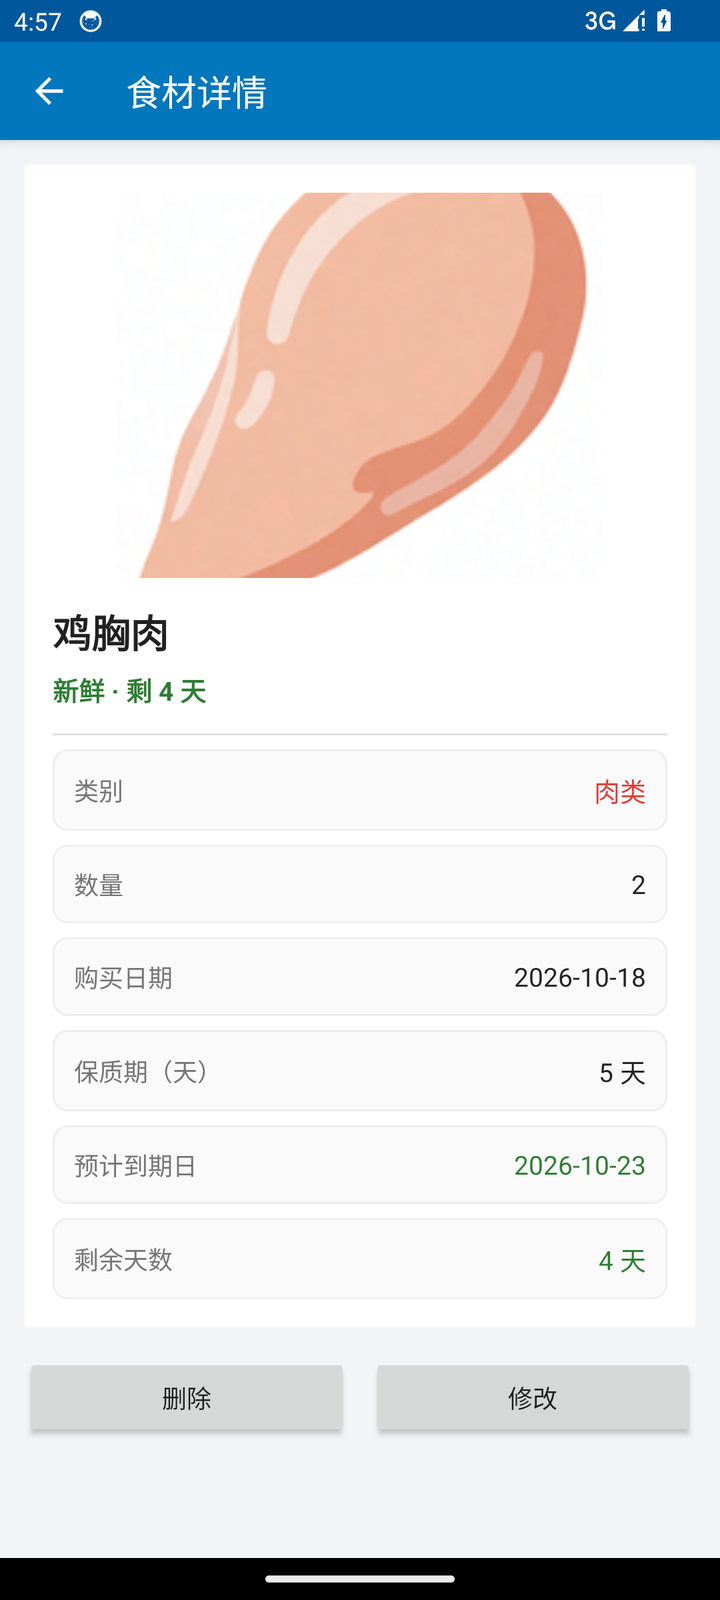 4:57 3G
食材详情
鸡胸肉
新鲜 · 剩 4 天
类别 肉类
数量 2
购买日期 2026-10-18
保质期（天） 5 天
预计到期日 2026-10-23
剩余天数 4 天
删除 修改